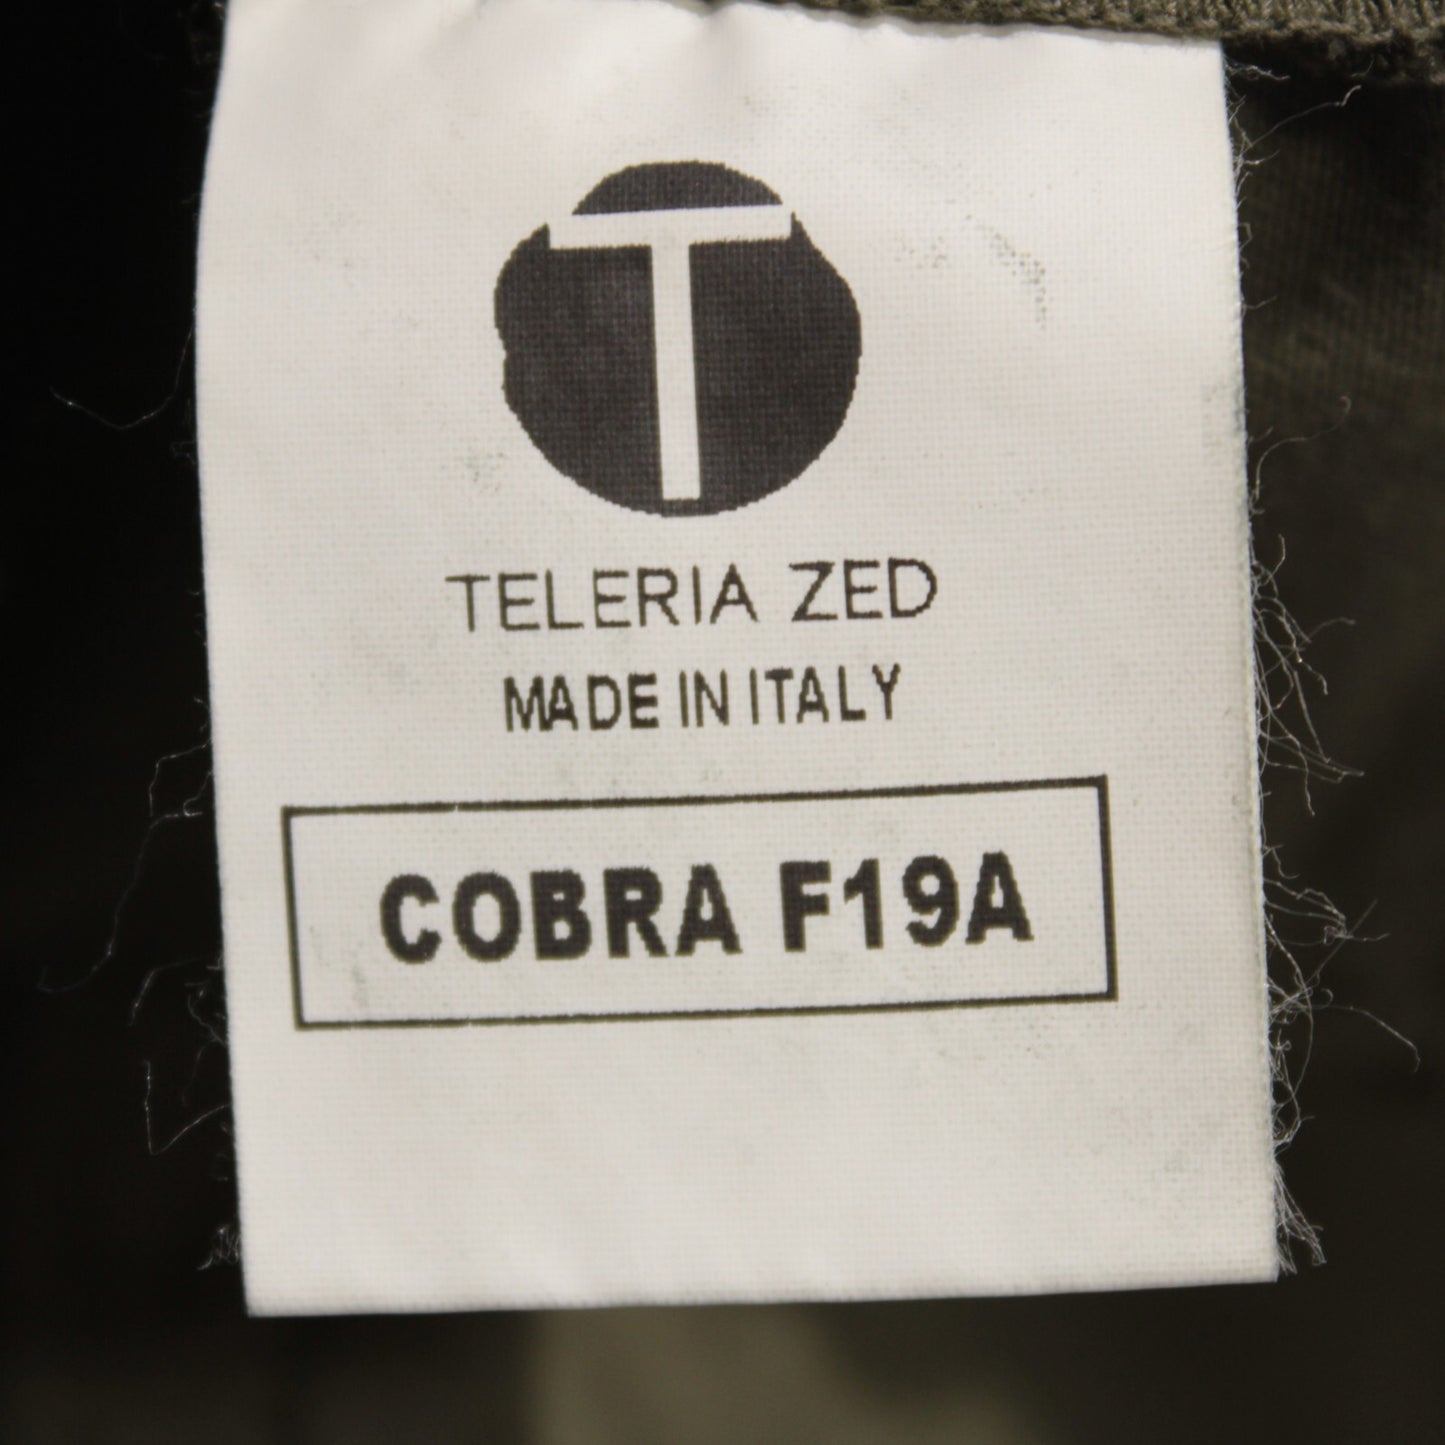 T
TELERIA ZED
MADE IN ITALY
COBRA F19A